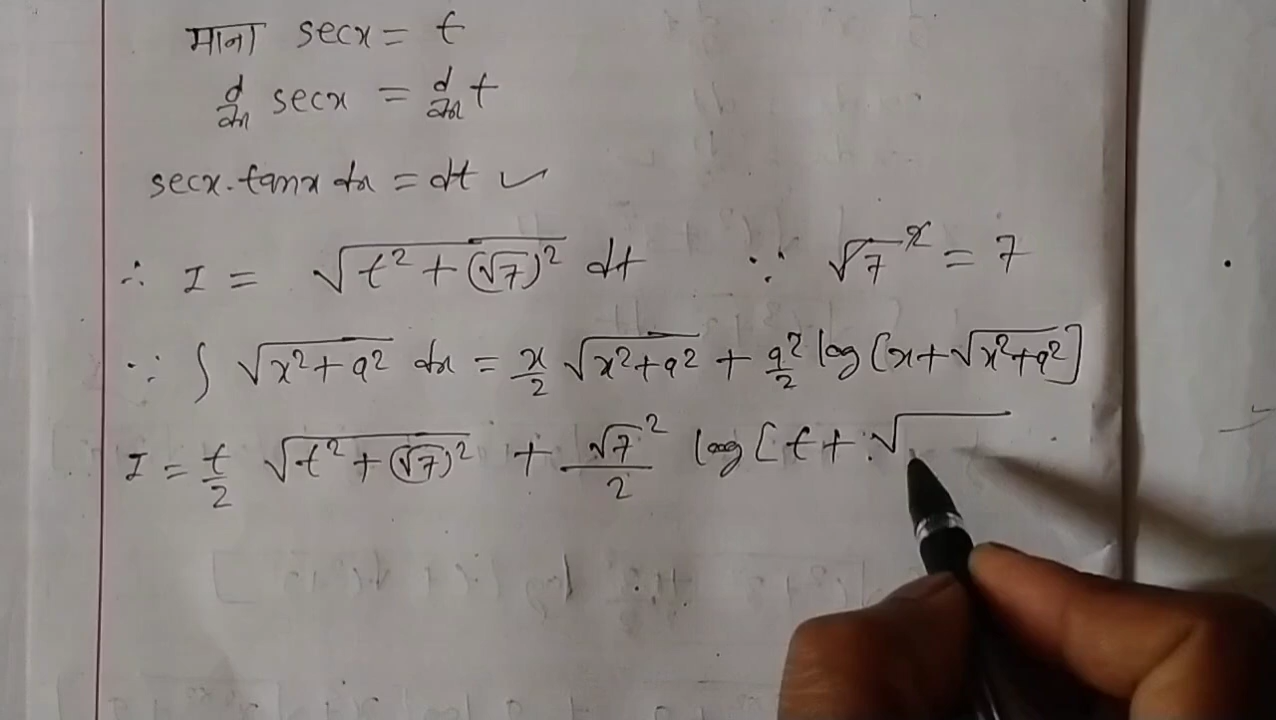 माना secx = t
d/dx secx = d/dx t
secx.tanx dx = dt ✓
∴ I = √(t² + (√7)²) dt ∵ √7² = 7
∵ ∫ √(x²+a²) dx = x/2 √(x²+a²) + a²/2 log[x+√(x²+a²)]
I = t/2 √(t²+(√7)²) + √7²/2 log[t+√